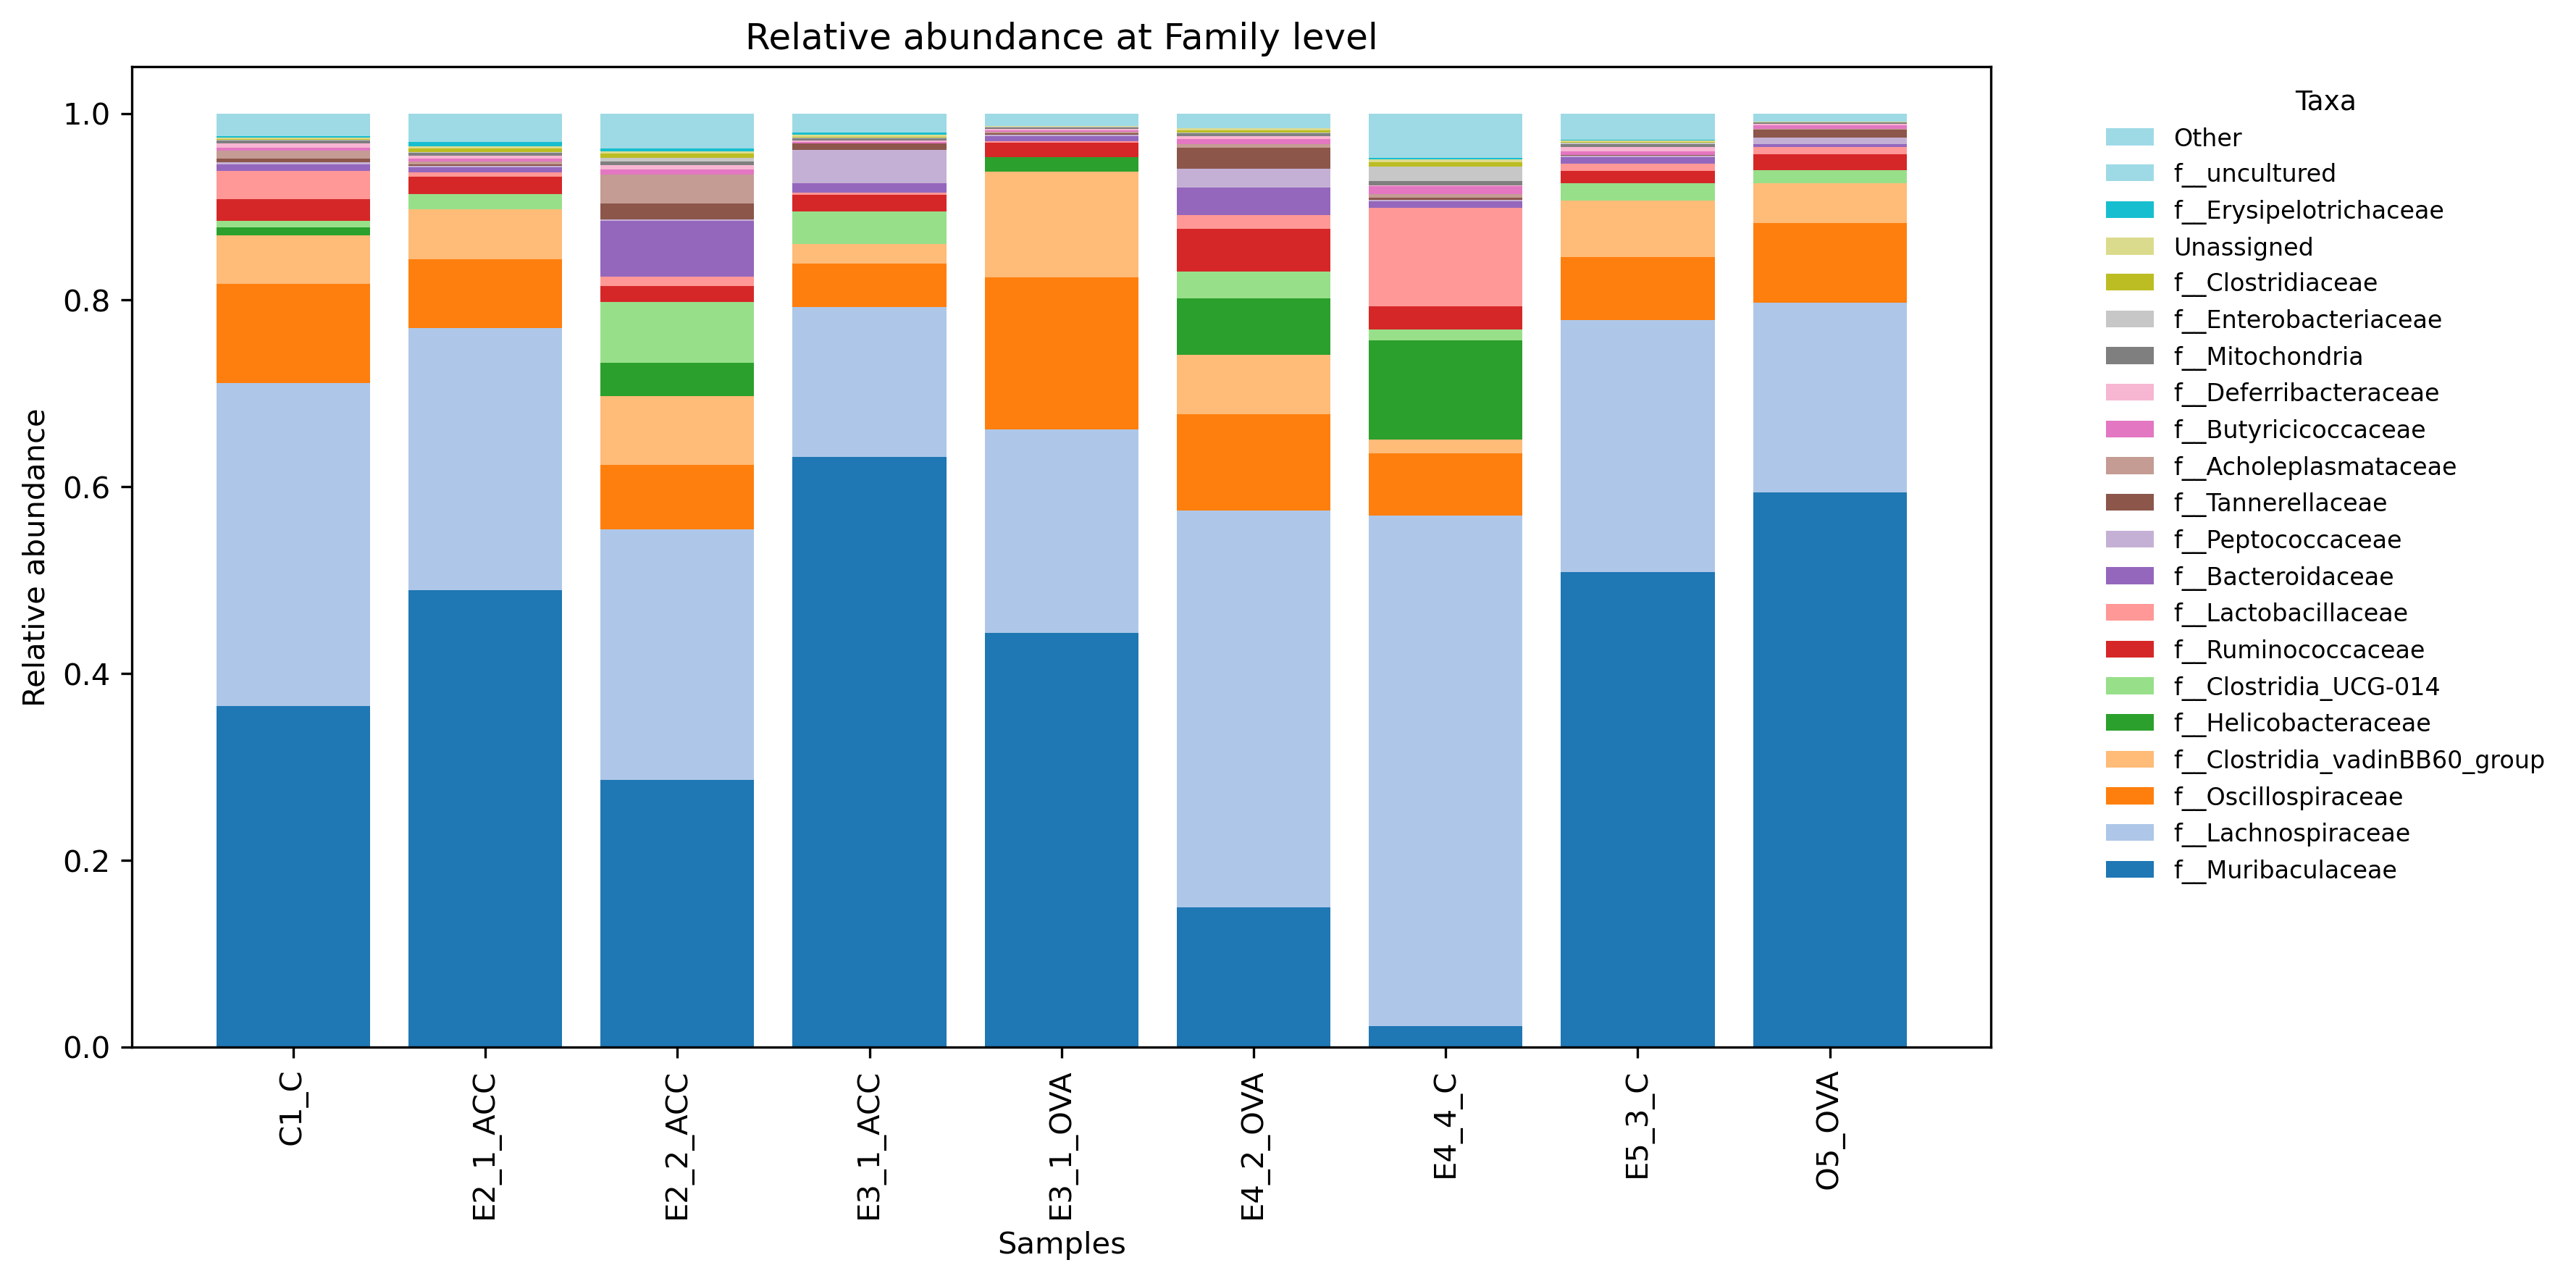 Relative abundance at Family level
Relative abundance
1.0
0.8
0.6
0.4
0.2
0.0
C1_C
E2_1_ACC
E2_2_ACC
E3_1_ACC
E3_1_OVA
E4_2_OVA
E4_4_C
E5_3_C
O5_OVA
Samples
Taxa
Other
f__uncultured
f__Erysipelotrichaceae
Unassigned
f__Clostridiaceae
f__Enterobacteriaceae
f__Mitochondria
f__Deferribacteraceae
f__Butyricicoccaceae
f__Acholeplasmataceae
f__Tannerellaceae
f__Peptococcaceae
f__Bacteroidaceae
f__Lactobacillaceae
f__Ruminococcaceae
f__Clostridia_UCG-014
f__Helicobacteraceae
f__Clostridia_vadinBB60_group
f__Oscillospiraceae
f__Lachnospiraceae
f__Muribaculaceae